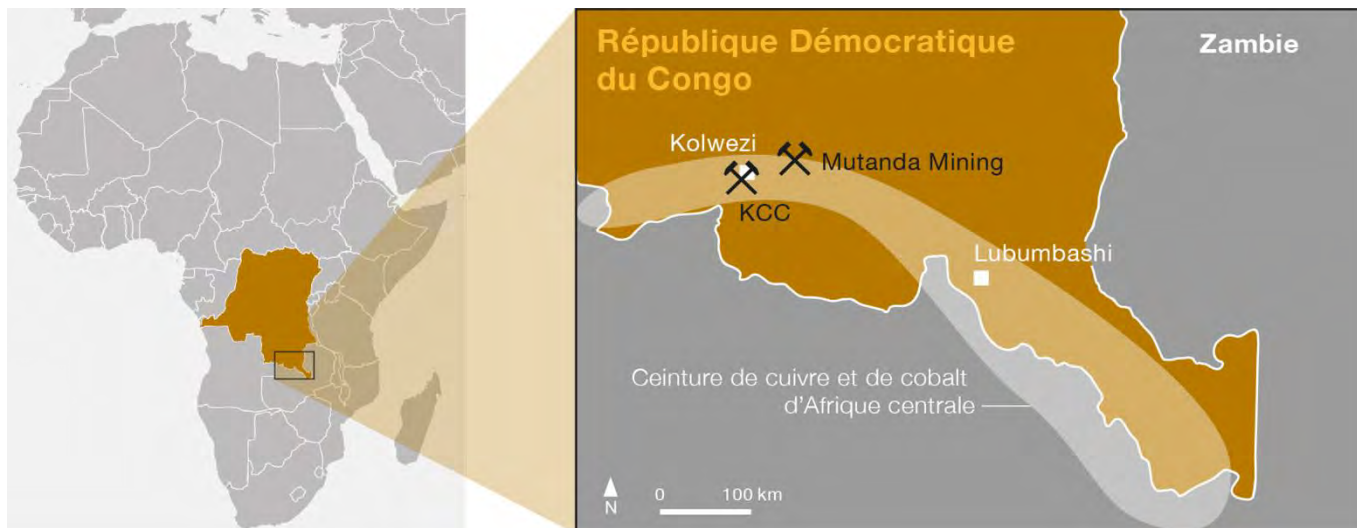 République Démocratique
du Congo
Zambie
Kolwezi
Mutanda Mining
KCC
Lubumbashi
Ceinture de cuivre et de cobalt
d'Afrique centrale
N
0 100 km